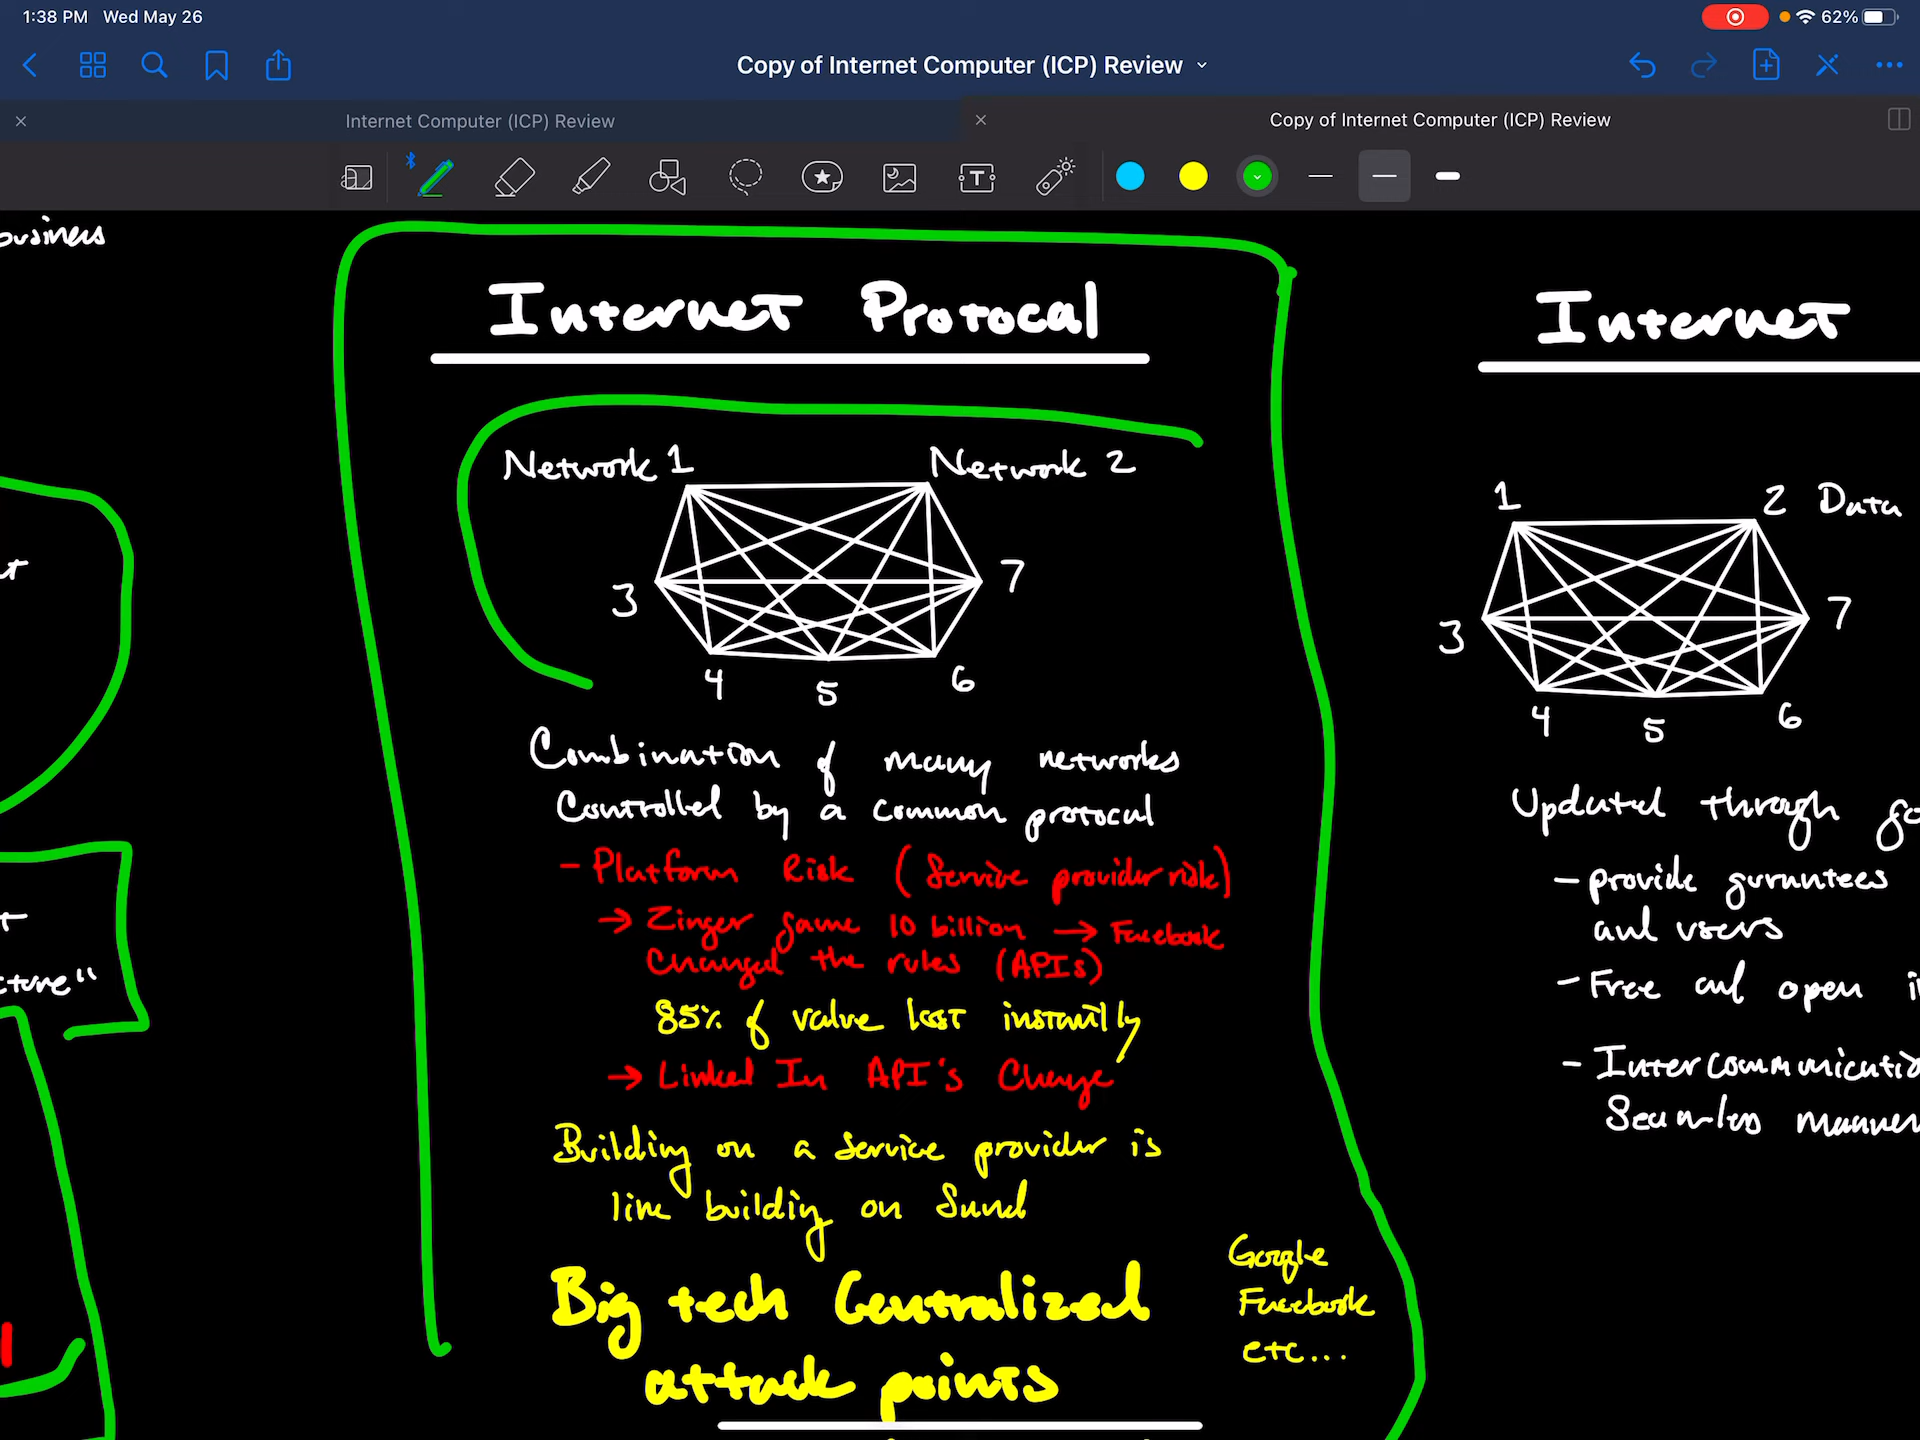 1:38 PM Wed May 26
62%
Copy of Internet Computer (ICP) Review
Internet Computer (ICP) Review
Copy of Internet Computer (ICP) Review
business
Internet Protocal
Network 1
Network 2
3
7
4
5
6
Combination of many networks
Controlled by a common protocal
- Platform Risk (Service provider risk)
→ Zinger game 10 billion → Facebook
Changed the rules (APIs)
85% of value lost instantly
→ Linked In API's Change
Building on a service provider is
like building on Sand
Big tech Centralized
attack points
Google
Facebook
etc...
cture"
Internet
1
2 Data
3
7
4
5
6
Updated through
- provide gurantees
and users
- Free and open
- Intercommunicatio
Seamless manner